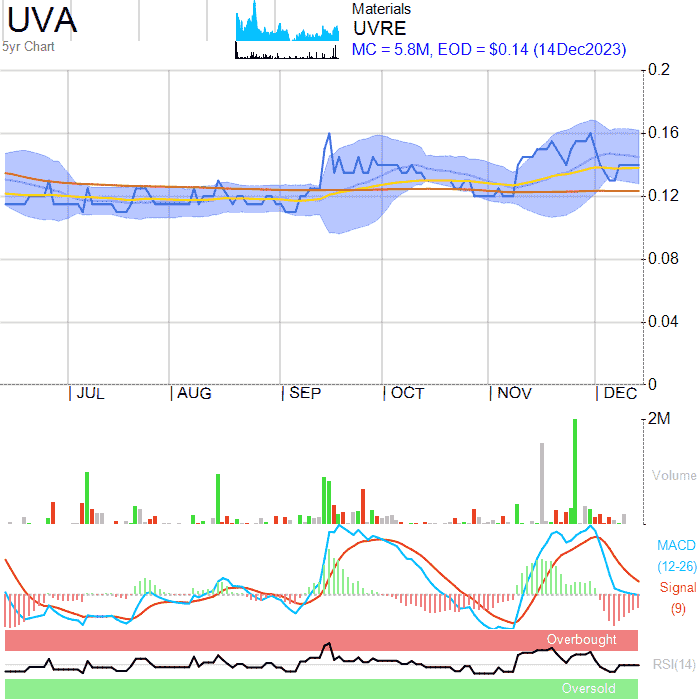 UVA
5yr Chart
Materials
UVRE
MC = 5.8M, EOD = $0.14 (14Dec2023)
0.2
0.16
0.12
0.08
0.04
0
JUL AUG SEP OCT NOV DEC
2M
Volume
MACD
(12-26)
Signal
(9)
Overbought
RSI(14)
Oversold